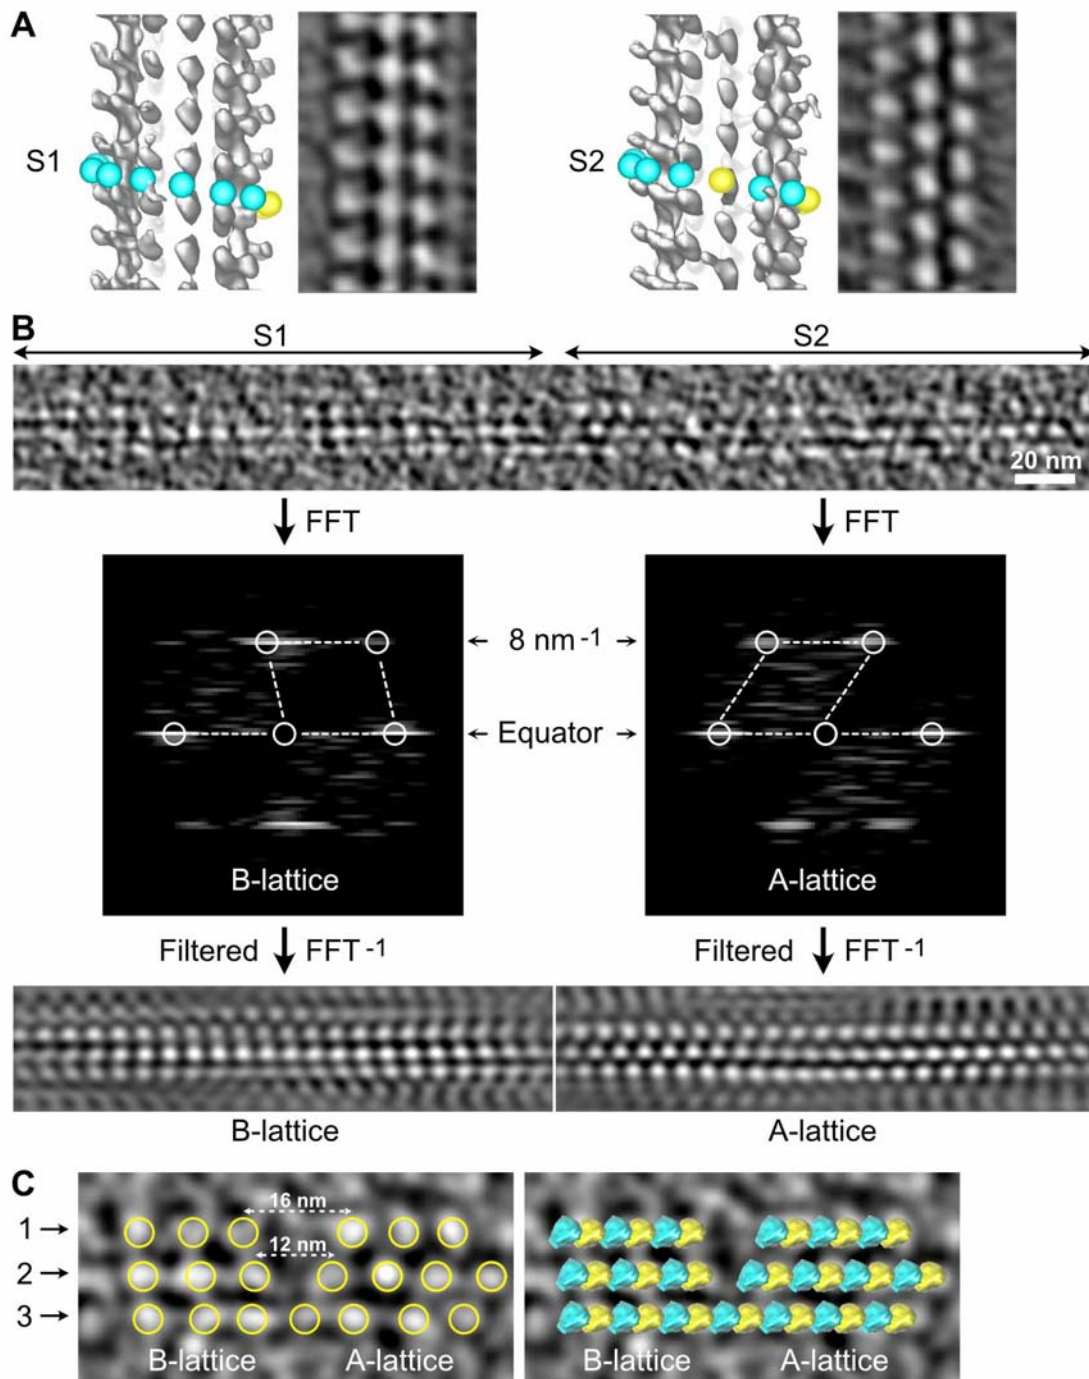 A
S1
S2
B
S1 S2
20 nm
FFT FFT
8 nm-1
Equator
B-lattice A-lattice
Filtered FFT-1 Filtered FFT-1
B-lattice A-lattice
C
16 nm
1
12 nm
2
3
B-lattice A-lattice B-lattice A-lattice